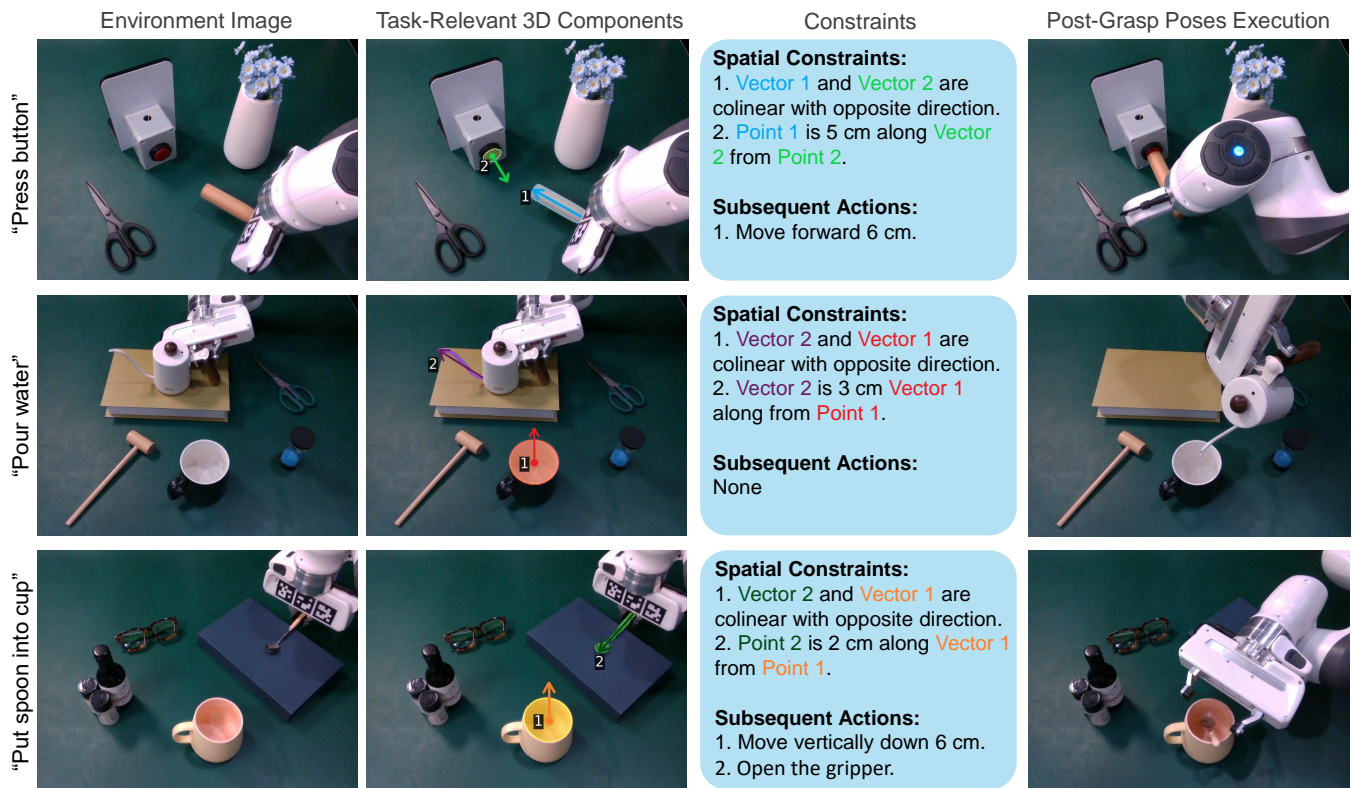 Environment Image
Task-Relevant 3D Components
Constraints
Post-Grasp Poses Execution
“Press button”
2
1
Spatial Constraints:
1. Vector 1 and Vector 2 are
colinear with opposite direction.
2. Point 1 is 5 cm along Vector
2 from Point 2.
Subsequent Actions:
1. Move forward 6 cm.
“Pour water”
2
1
Spatial Constraints:
1. Vector 2 and Vector 1 are
colinear with opposite direction.
2. Vector 2 is 3 cm Vector 1
along from Point 1.
Subsequent Actions:
None
“Put spoon into cup”
2
1
Spatial Constraints:
1. Vector 2 and Vector 1 are
colinear with opposite direction.
2. Point 2 is 2 cm along Vector 1
from Point 1.
Subsequent Actions:
1. Move vertically down 6 cm.
2. Open the gripper.